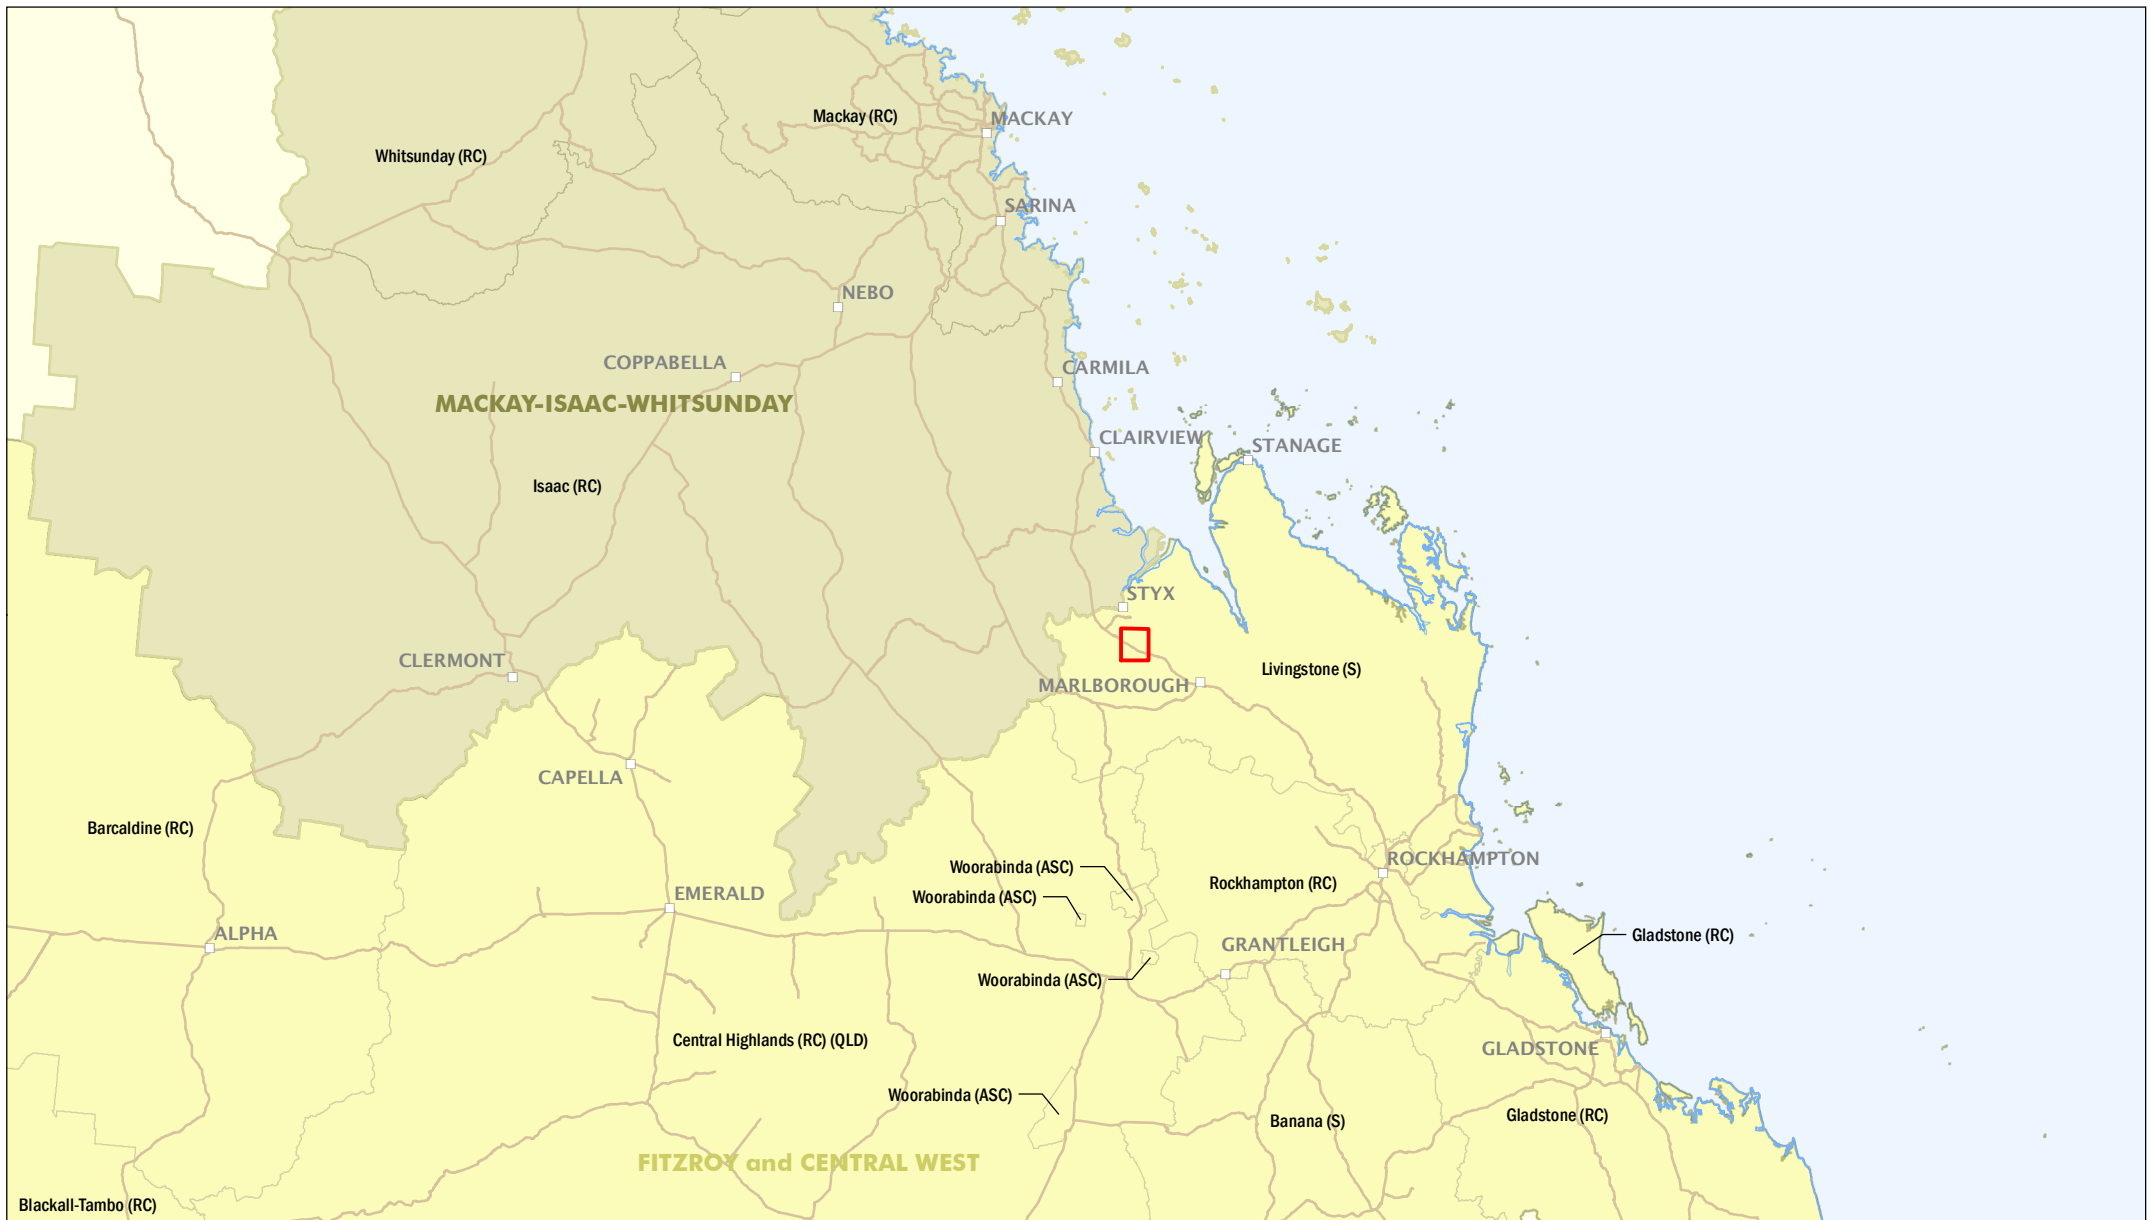 Mackay (RC)
MACKAY
Whitsunday (RC)
SARINA
NEBO
COPPABELLA
CARMILA
MACKAY-ISAAC-WHITSUNDAY
CLAIRVIEW
STANAGE
Isaac (RC)
STYX
CLERMONT
Livingstone (S)
MARLBOROUGH
CAPELLA
Barcaldine (RC)
ROCKHAMPTON
Woorabinda (ASC)
Rockhampton (RC)
EMERALD
Woorabinda (ASC)
ALPHA
Gladstone (RC)
GRANTLEIGH
Woorabinda (ASC)
Central Highlands (RC) (QLD)
GLADSTONE
Woorabinda (ASC)
Gladstone (RC)
Banana (S)
FITZROY and CENTRAL WEST
Blackall-Tambo (RC)